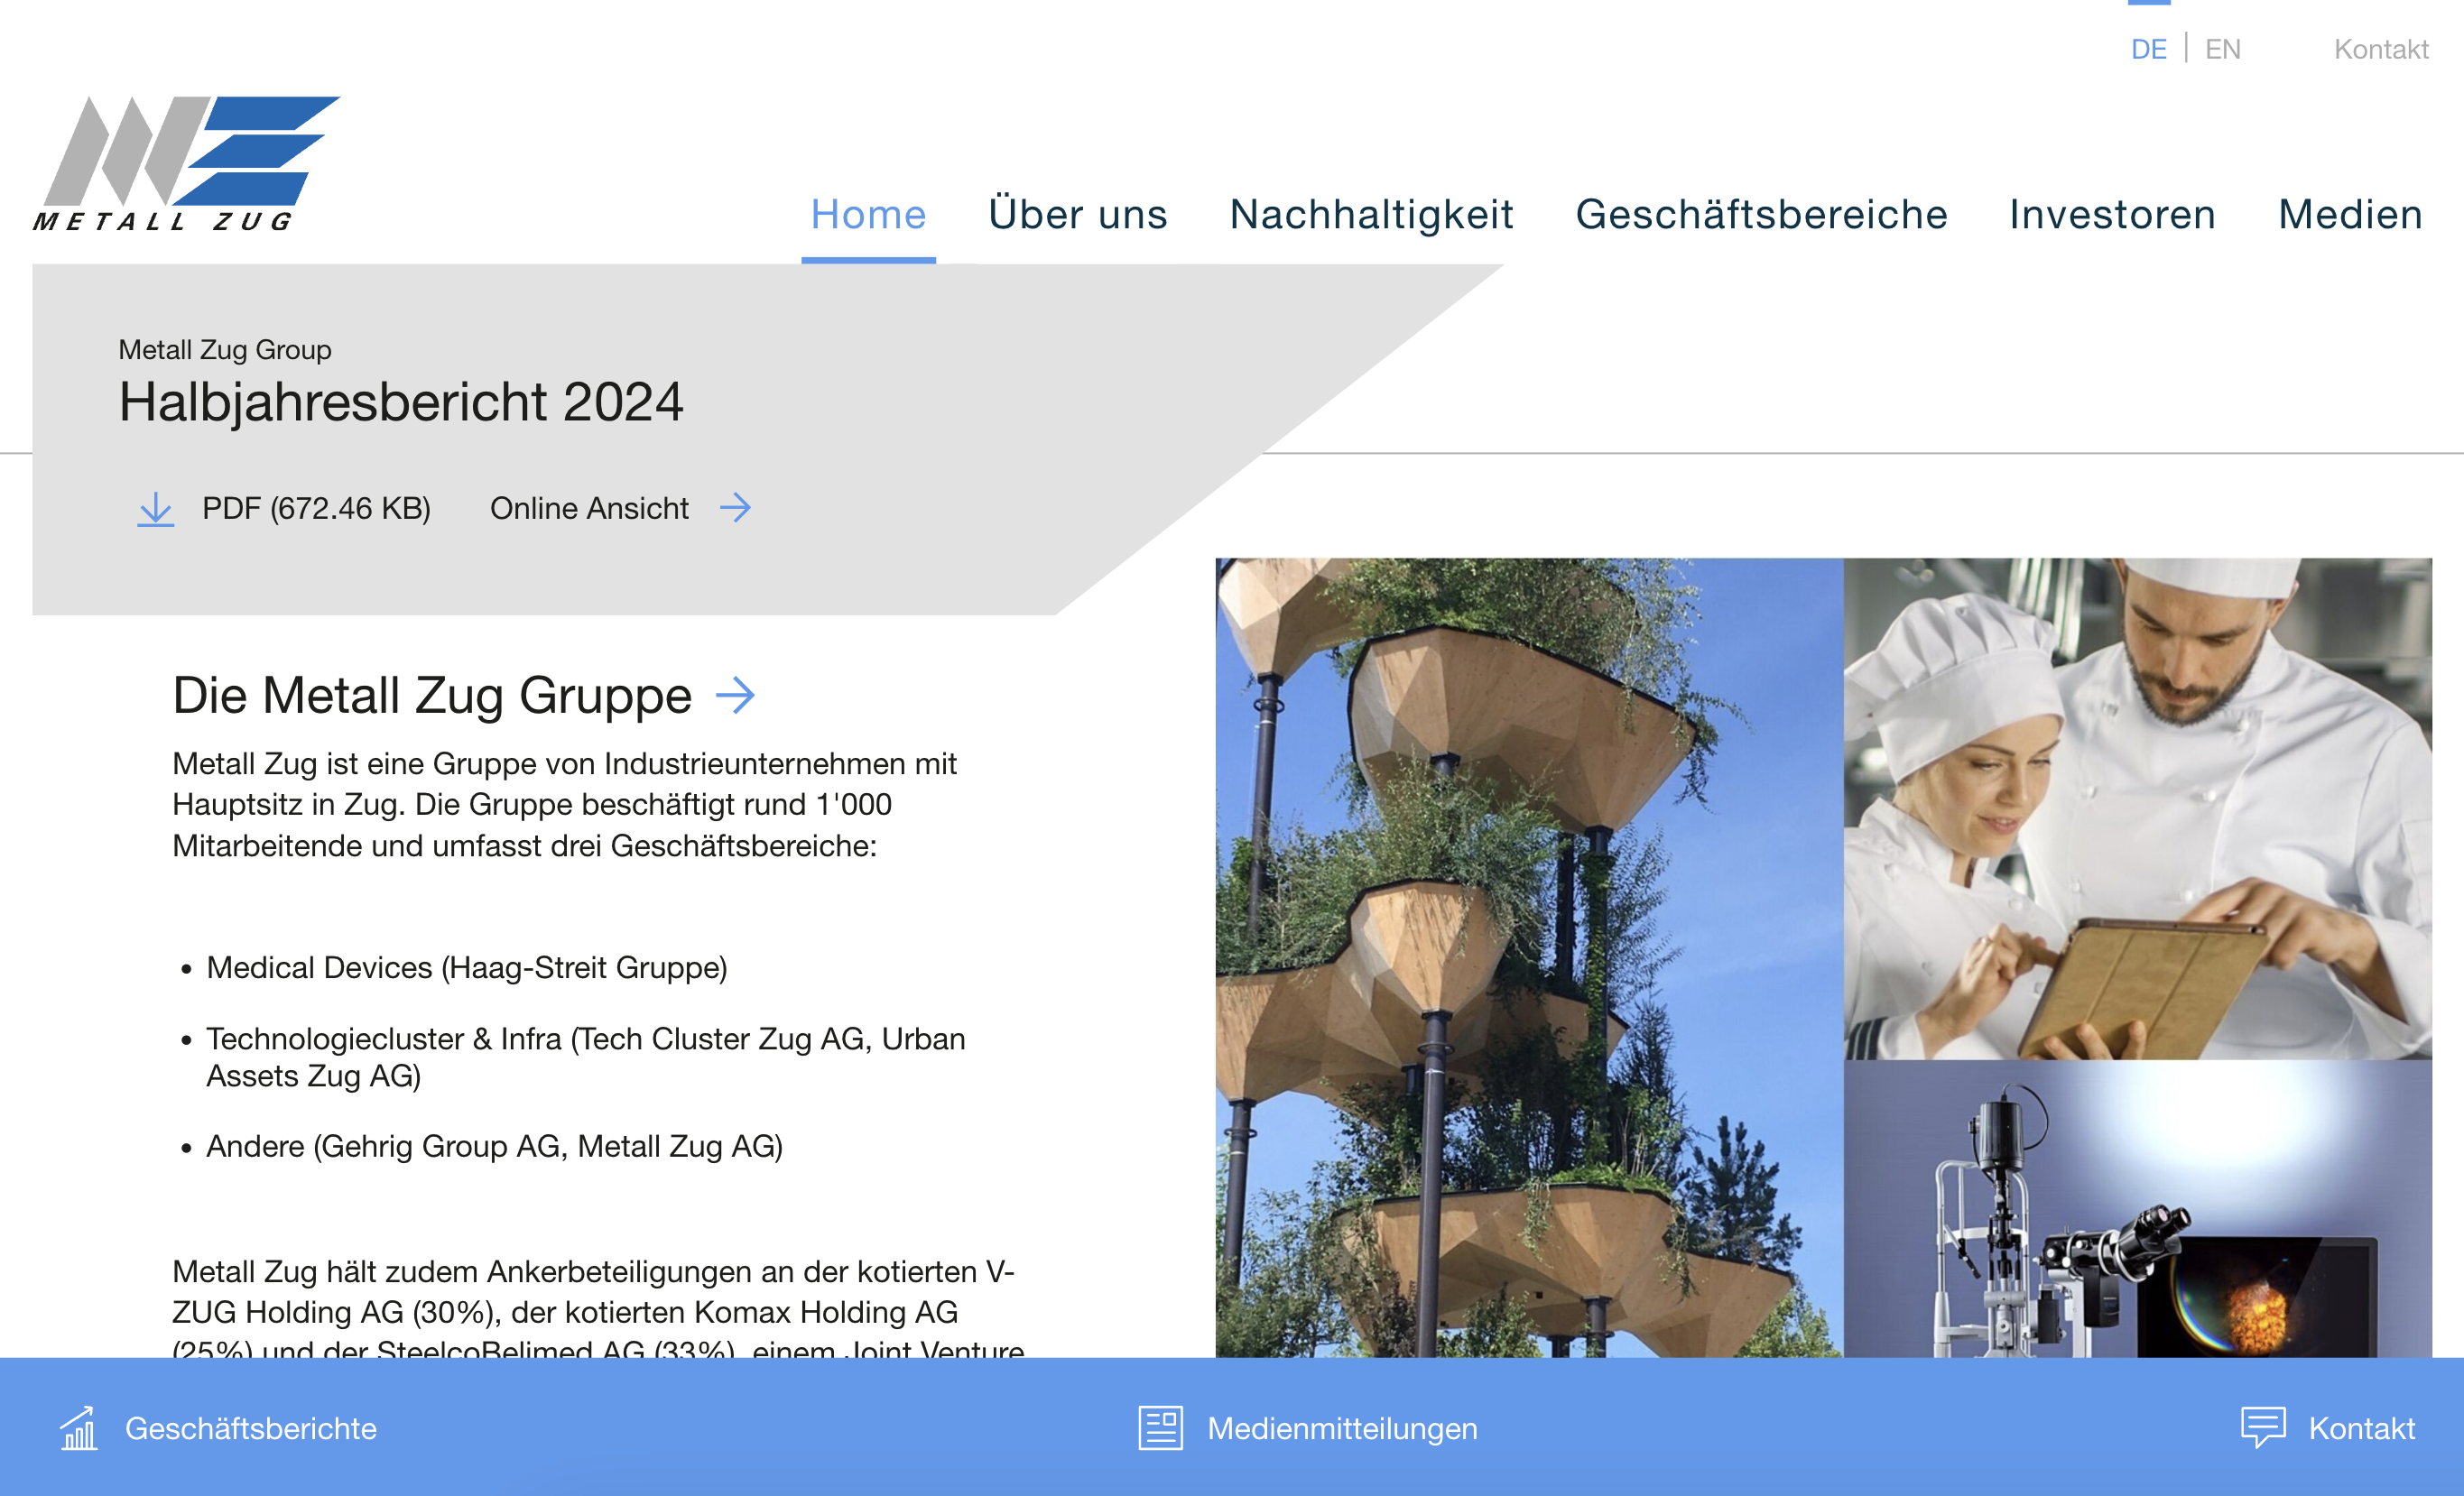 DE | EN
Kontakt
METALL ZUG
Home
Über uns
Nachhaltigkeit
Geschäftsbereiche
Investoren
Medien
Metall Zug Group
Halbjahresbericht 2024
PDF (672.46 KB)
Online Ansicht
Die Metall Zug Gruppe
Metall Zug ist eine Gruppe von Industrieunternehmen mit
Hauptsitz in Zug. Die Gruppe beschäftigt rund 1'000
Mitarbeitende und umfasst drei Geschäftsbereiche:
• Medical Devices (Haag-Streit Gruppe)
• Technologiecluster & Infra (Tech Cluster Zug AG, Urban
Assets Zug AG)
• Andere (Gehrig Group AG, Metall Zug AG)
Metall Zug hält zudem Ankerbeteiligungen an der kotierten V-
ZUG Holding AG (30%), der kotierten Komax Holding AG
(25%) und der SteelcoBelimed AG (33%), einem Joint Venture
Geschäftsberichte
Medienmitteilungen
Kontakt